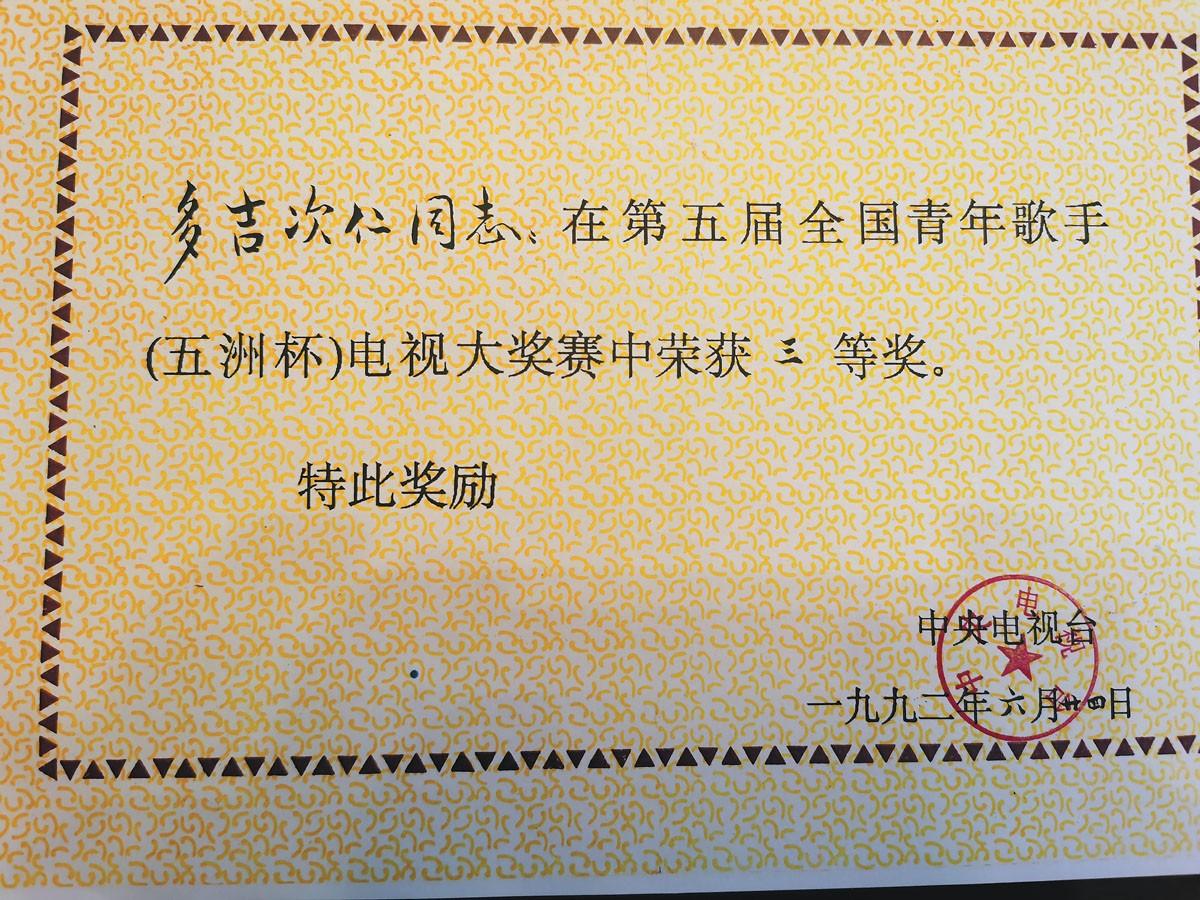 多吉次仁同志：在第五届全国青年歌手
(五洲杯)电视大奖赛中荣获 三 等奖。
特此奖励
中央电视台
一九九二年六月廿四日